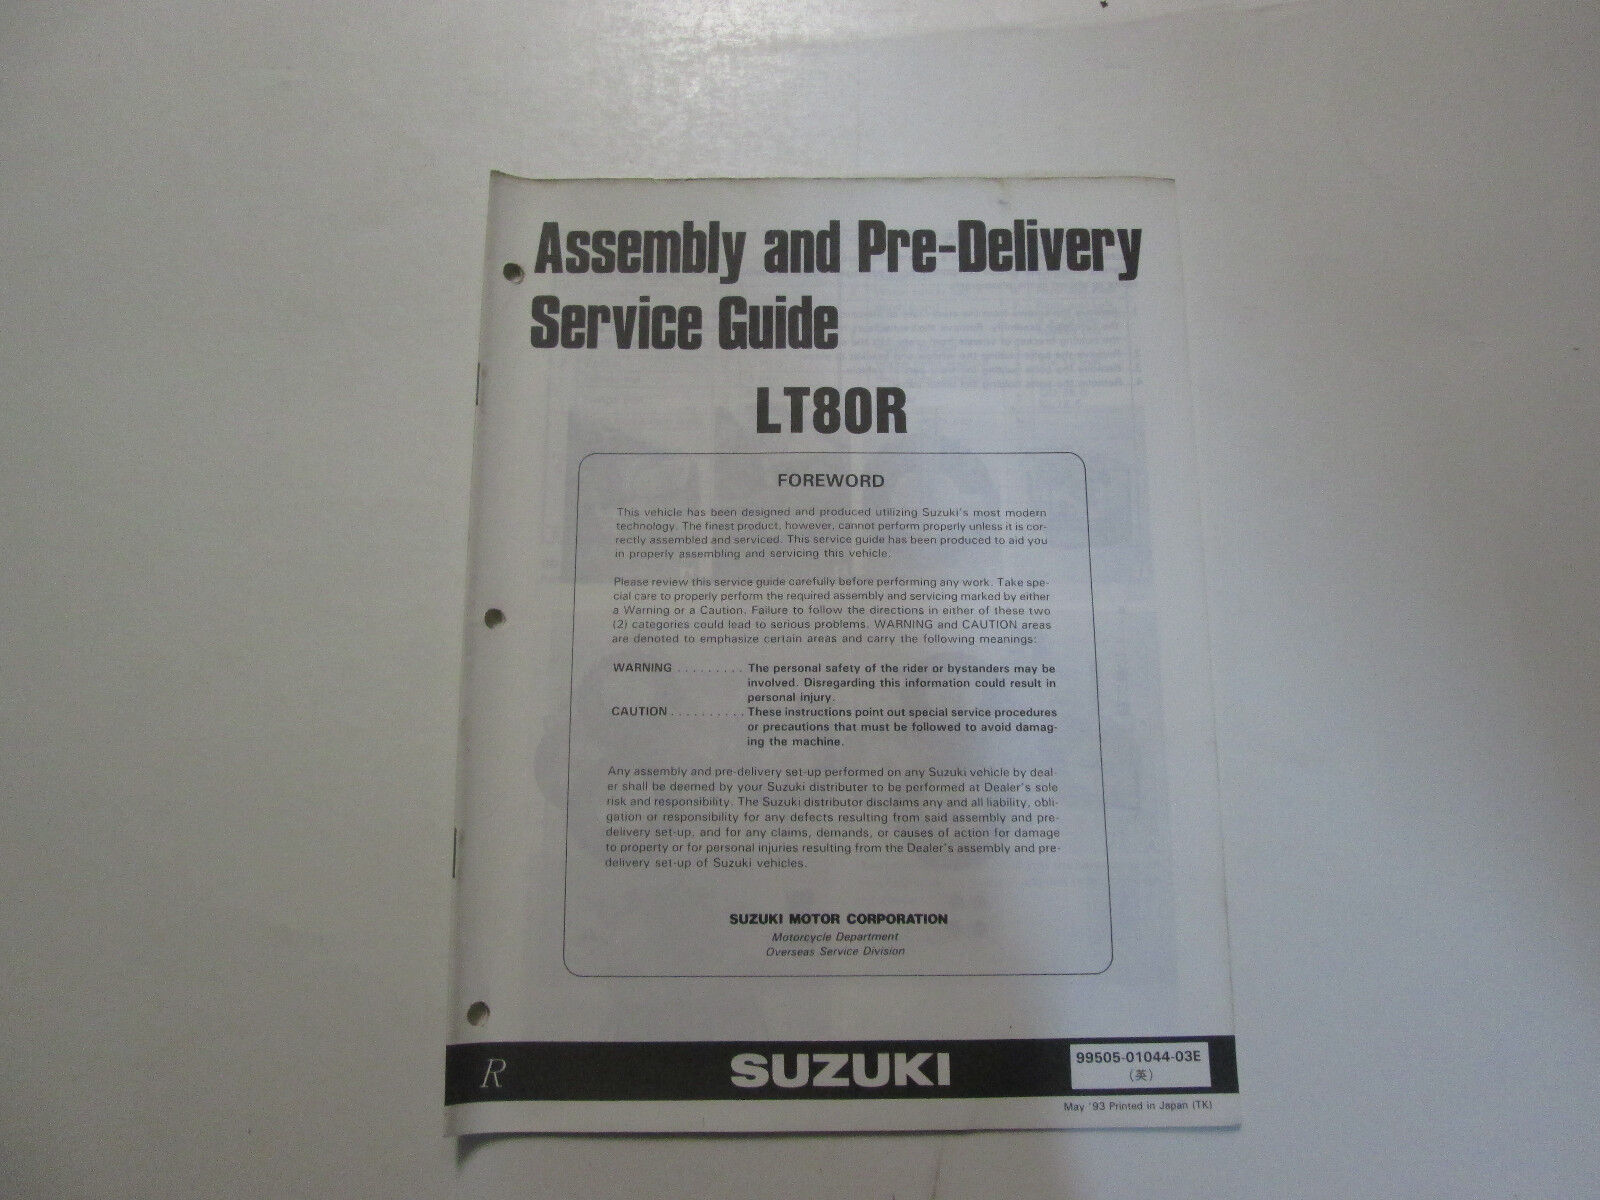 Assembly and Pre-Delivery
Service Guide
LT80R
FOREWORD
This vehicle has been designed and produced utilizing Suzuki's most modern
technology. The finest product, however, cannot perform properly unless it is cor-
rectly assembled and serviced. This service guide has been produced to aid you
in properly assembling and servicing this vehicle.
Please review this service guide carefully before performing any work. Take spe-
cial care to properly perform the required assembly and servicing marked by either
a Warning or a Caution. Failure to follow the directions in either of these two
(2) categories could lead to serious problems. WARNING and CAUTION areas
are denoted to emphasize certain areas and carry the following meanings:
WARNING ......... The personal safety of the rider or bystanders may be
involved. Disregarding this information could result in
personal injury.
CAUTION .......... These instructions point out special service procedures
or precautions that must be followed to avoid damag-
ing the machine.
Any assembly and pre-delivery set-up performed on any Suzuki vehicle by deal-
er shall be deemed by your Suzuki distributer to be performed at Dealer's sole
risk and responsibility. The Suzuki distributor disclaims any and all liability, obli-
gation or responsibility for any defects resulting from said assembly and pre-
delivery set-up, and for any claims, demands, or causes of action for damage
to property or for personal injuries resulting from the Dealer's assembly and pre-
delivery set-up of Suzuki vehicles.
SUZUKI MOTOR CORPORATION
Motorcycle Department
Overseas Service Division
R SUZUKI 99505-01044-03E
(英)
May '93 Printed in Japan (TK)